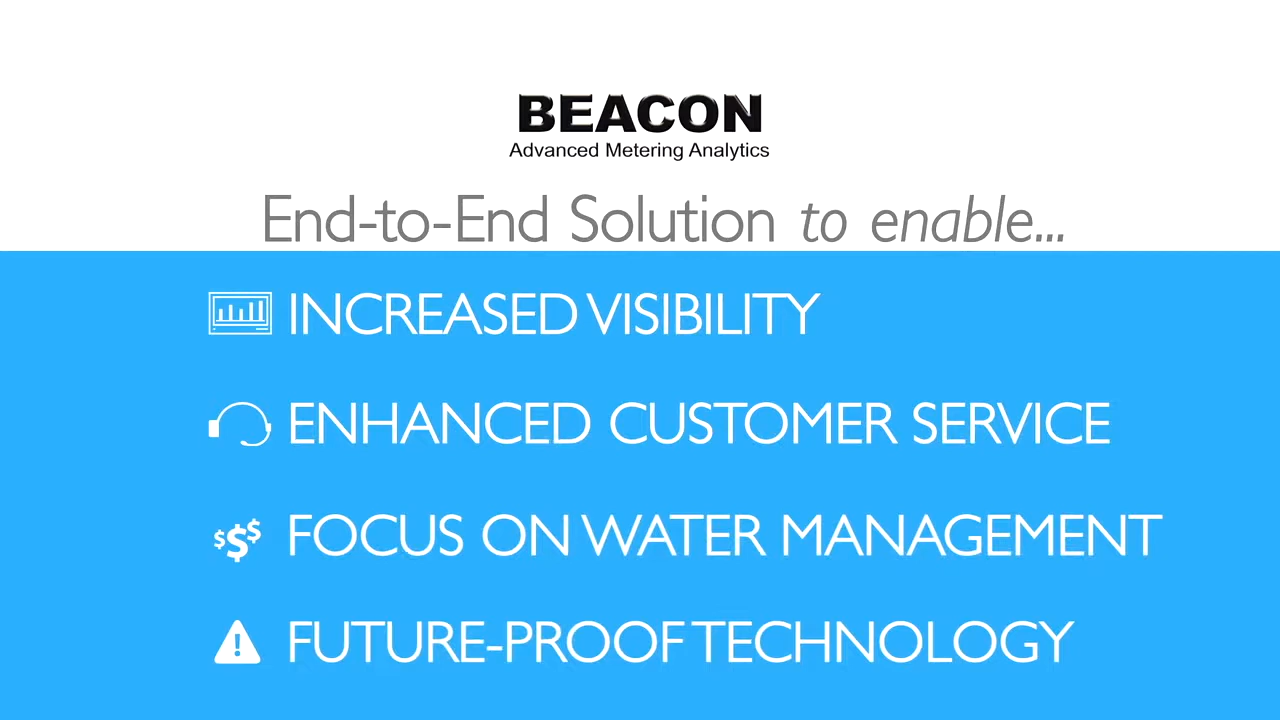 BEACON
Advanced Metering Analytics
End-to-End Solution to enable...
INCREASED VISIBILITY
ENHANCED CUSTOMER SERVICE
$$$ FOCUS ON WATER MANAGEMENT
! FUTURE-PROOF TECHNOLOGY